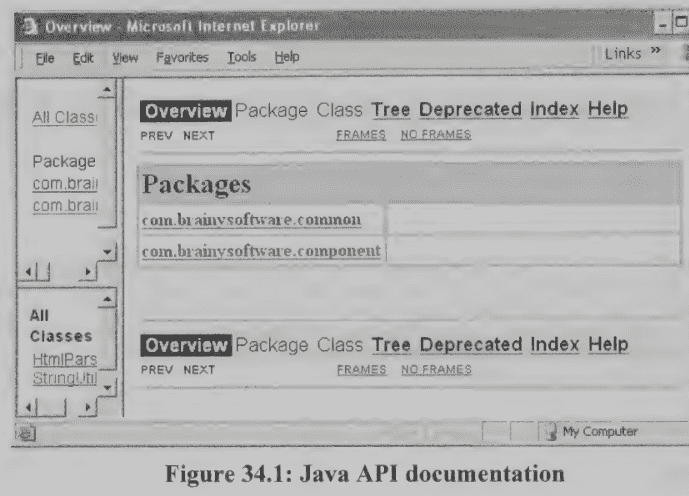 Overview - Microsoft Internet Explorer
File Edit View Favorites Tools Help Links »
All Class
Package
com.brai
com.brai
All
Classes
HtmlPars
StringUtil
Overview Package Class Tree Deprecated Index Help
PREV NEXT FRAMES NO FRAMES
Packages
com.brainysoftware.common
com.brainysoftware.component
Overview Package Class Tree Deprecated Index Help
PREV NEXT FRAMES NO FRAMES
My Computer
Figure 34.1: Java API documentation